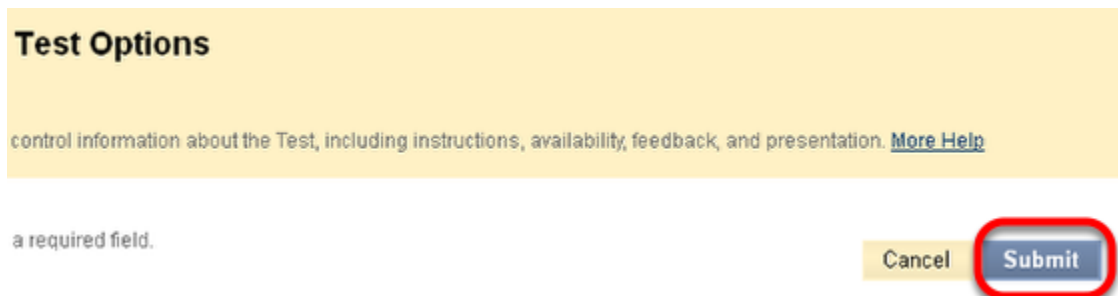 Test Options
control information about the Test, including instructions, availability, feedback, and presentation. More Help
a required field.
Cancel Submit